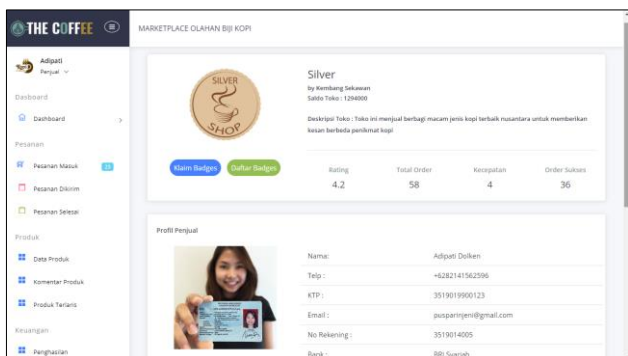 THE COFFEE
MARKETPLACE OLAHAN BIJI KOPI
Adipati
Penjual
Dasboard
Dashboard
Pesanan
Pesanan Masuk
Pesanan Dikirim
Pesanan Selesai
Produk
Data Produk
Komentar Produk
Produk Terlaris
Keuangan
Penghasilan
SILVER
SHOP
Klaim Badges
Daftar Badges
Silver
by Kembang Sekawan
Saldo Toko : 1294000
Deskripsi Toko : Toko ini menjual berbagi macam jenis kopi terbaik nusantara untuk memberikan
kesan berbeda penikmat kopi
Rating Total Order Kecepatan Order Sukses
4.2 58 4 36
Profil Penjual
Nama: Adipati Dolken
Telp : +6282141562596
KTP : 3519019900123
Email : pusparinjeni@gmail.com
No Rekening : 3519014005
Bank : BRI Syariah